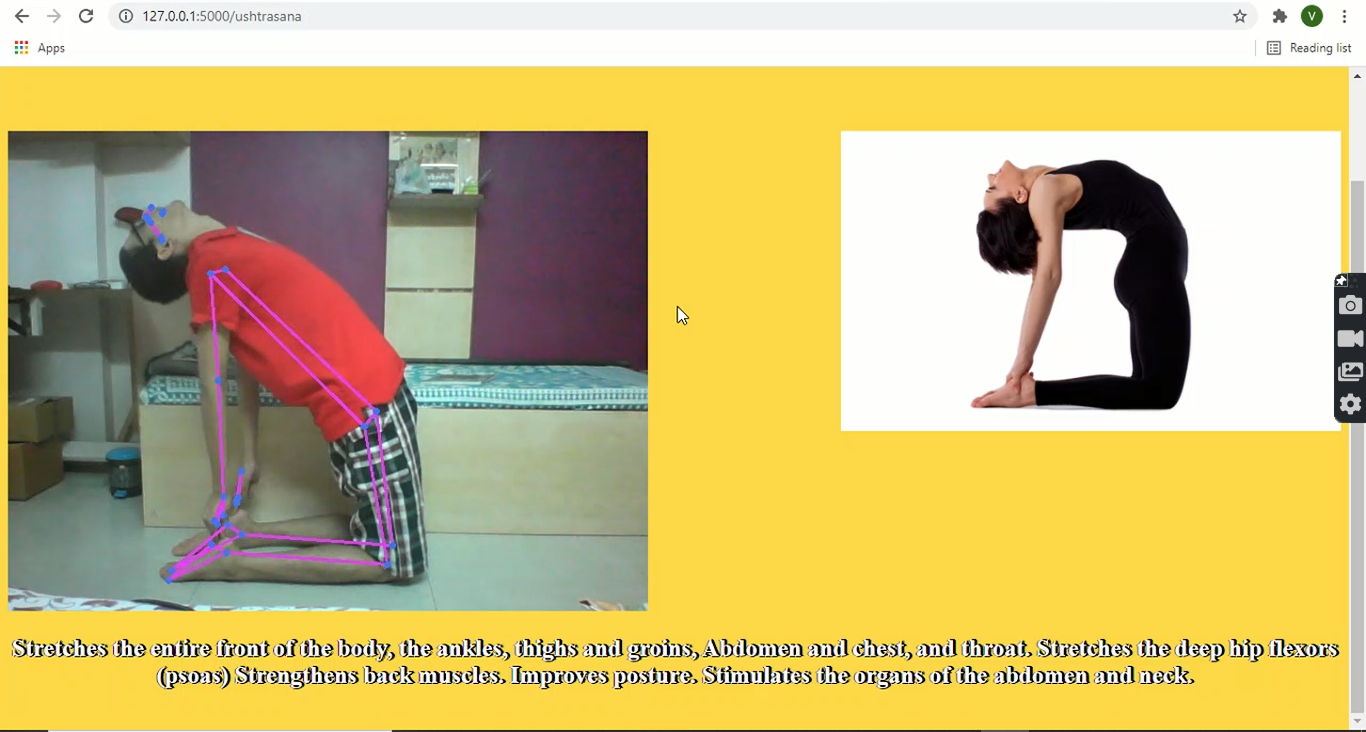 127.0.0.1:5000/ushtrasana
V
Apps
Reading list
Stretches the entire front of the body, the ankles, thighs and groins, Abdomen and chest, and throat. Stretches the deep hip flexors
(psoas) Strengthens back muscles. Improves posture. Stimulates the organs of the abdomen and neck.